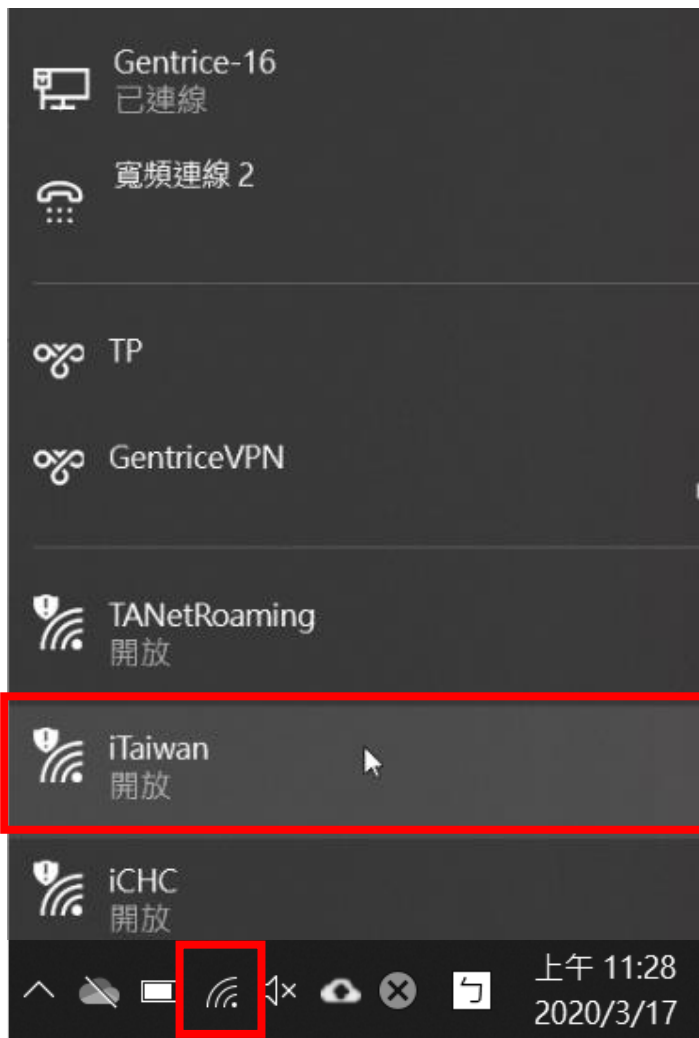 Gentrice-16
已連線
寬頻連線 2
TP
GentriceVPN
TANetRoaming
開放
iTaiwan
開放
iCHC
開放
ㄅ
上午 11:28
2020/3/17